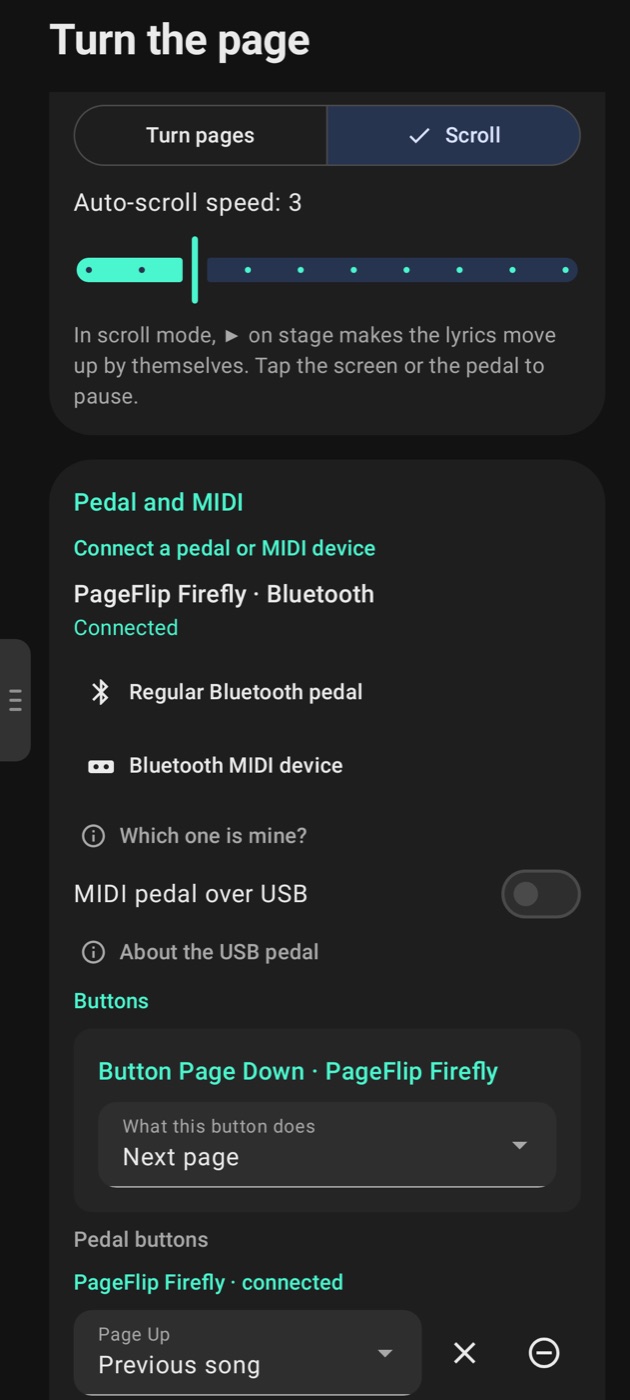 Turn the page
Turn pages
Scroll
Auto-scroll speed: 3
In scroll mode, ► on stage makes the lyrics move
up by themselves. Tap the screen or the pedal to
pause.
Pedal and MIDI
Connect a pedal or MIDI device
PageFlip Firefly · Bluetooth
Connected
Regular Bluetooth pedal
Bluetooth MIDI device
Which one is mine?
MIDI pedal over USB
About the USB pedal
Buttons
Button Page Down · PageFlip Firefly
What this button does
Next page
Pedal buttons
PageFlip Firefly · connected
Page Up
Previous song